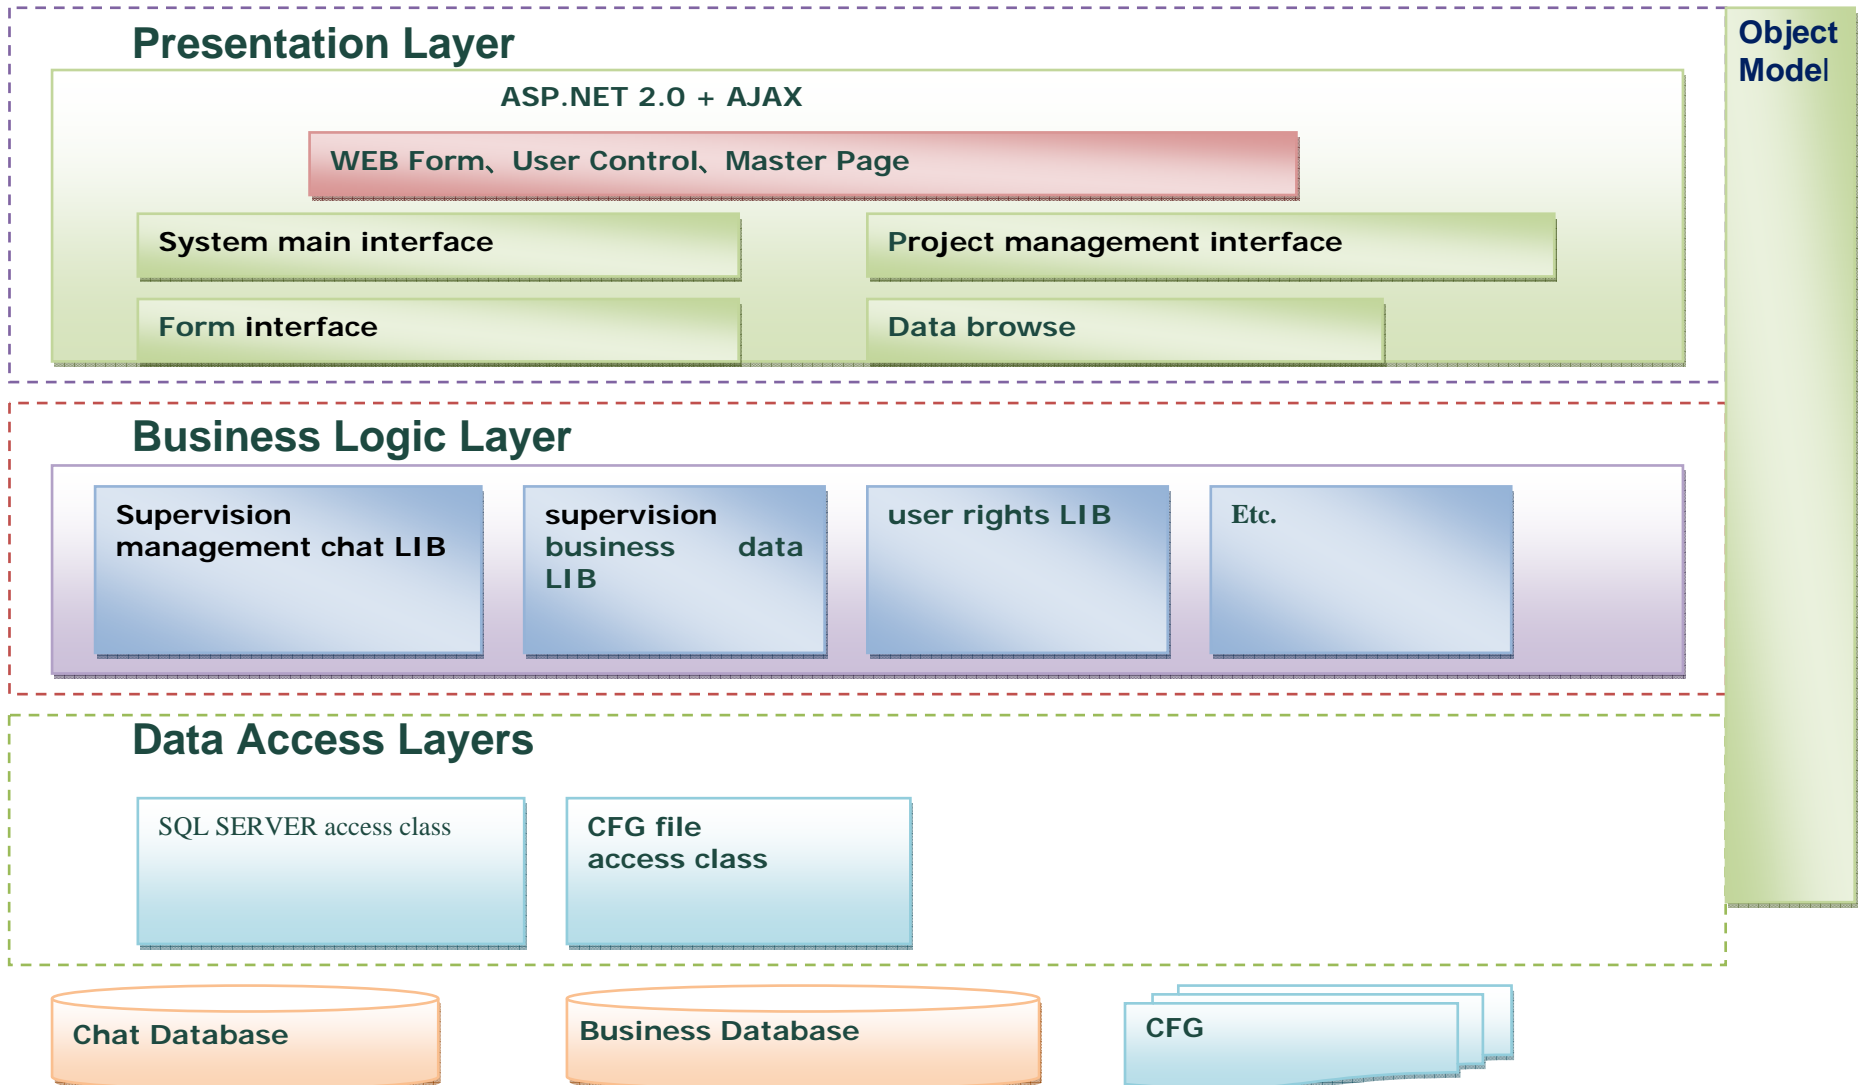 Presentation Layer
Object
Model
ASP.NET 2.0 + AJAX
WEB Form、User Control、Master Page
System main interface
Project management interface
Form interface
Data browse
Business Logic Layer
Supervision
management chat LIB
supervision
business data
LIB
user rights LIB
Etc.
Data Access Layers
SQL SERVER access class
CFG file
access class
Chat Database
Business Database
CFG